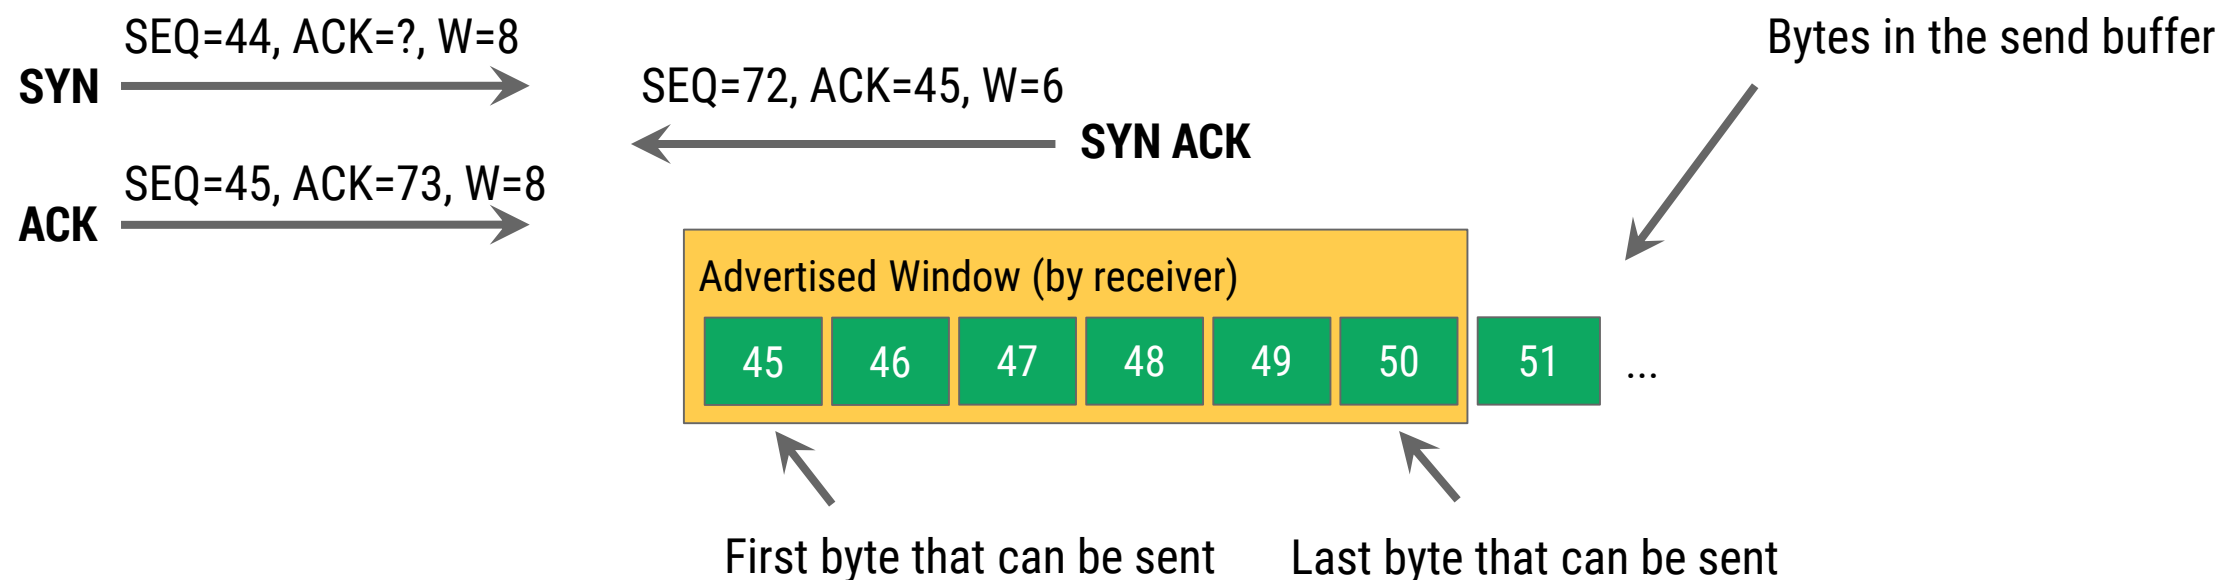 SEQ=44, ACK=?, W=8
SYN
SEQ=72, ACK=45, W=6
SYN ACK
SEQ=45, ACK=73, W=8
ACK
Bytes in the send buffer
Advertised Window (by receiver)
45 46 47 48 49 50 51 ...
First byte that can be sent
Last byte that can be sent